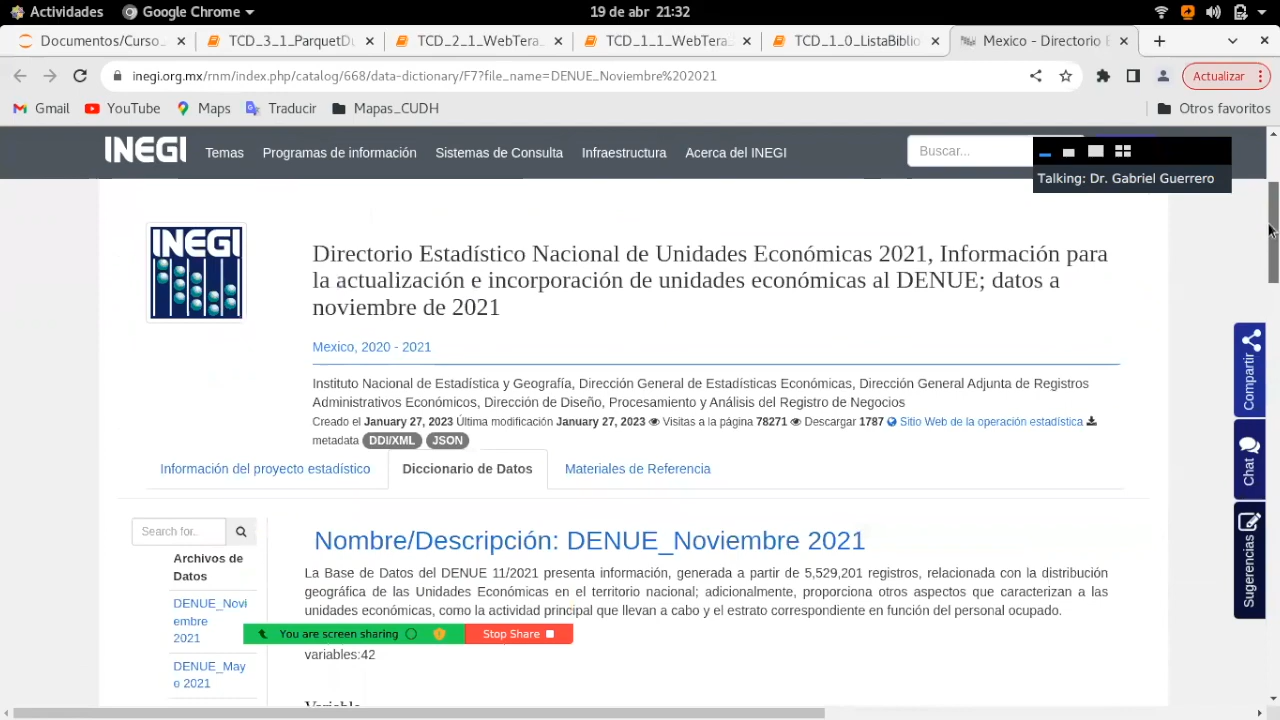 Actividades
Google Chrome
19 de abr 21:32
Documentos/Curso_
TCD_3_1_ParquetDu
TCD_2_1_WebTera
TCD_1_1_WebTera
TCD_1_0_ListaBiblio
Mexico - Directorio E
inegi.org.mx/rnm/index.php/catalog/668/data-dictionary/F7?file_name=DENUE_Noviembre%202021
Actualizar
Gmail
YouTube
Maps
Traducir
Mapas_CUDH
Otros favoritos
INEGI
Temas
Programas de información
Sistemas de Consulta
Infraestructura
Acerca del INEGI
Buscar...
Talking: Dr. Gabriel Guerrero
INEGI
Directorio Estadístico Nacional de Unidades Económicas 2021, Información para
la actualización e incorporación de unidades económicas al DENUE; datos a
noviembre de 2021
Mexico, 2020 - 2021
Instituto Nacional de Estadística y Geografía, Dirección General de Estadísticas Económicas, Dirección General Adjunta de Registros
Administrativos Económicos, Dirección de Diseño, Procesamiento y Análisis del Registro de Negocios
Creado el January 27, 2023 Última modificación January 27, 2023 Visitas a la página 78271 Descargar 1787 Sitio Web de la operación estadística
metadata DDI/XML JSON
Información del proyecto estadístico
Diccionario de Datos
Materiales de Referencia
Compartir
Chat
Sugerencias
Search for..
Archivos de
Datos
DENUE_Novi
embre
2021
DENUE_May
o 2021
Nombre/Descripción: DENUE_Noviembre 2021
La Base de Datos del DENUE 11/2021 presenta información, generada a partir de 5,529,201 registros, relacionada con la distribución
geográfica de las Unidades Económicas en el territorio nacional; adicionalmente, proporciona otros aspectos que caracterizan a las
unidades económicas, como la actividad principal que llevan a cabo y el estrato correspondiente en función del personal ocupado.
You are screen sharing
Stop Share
variables:42
Variable